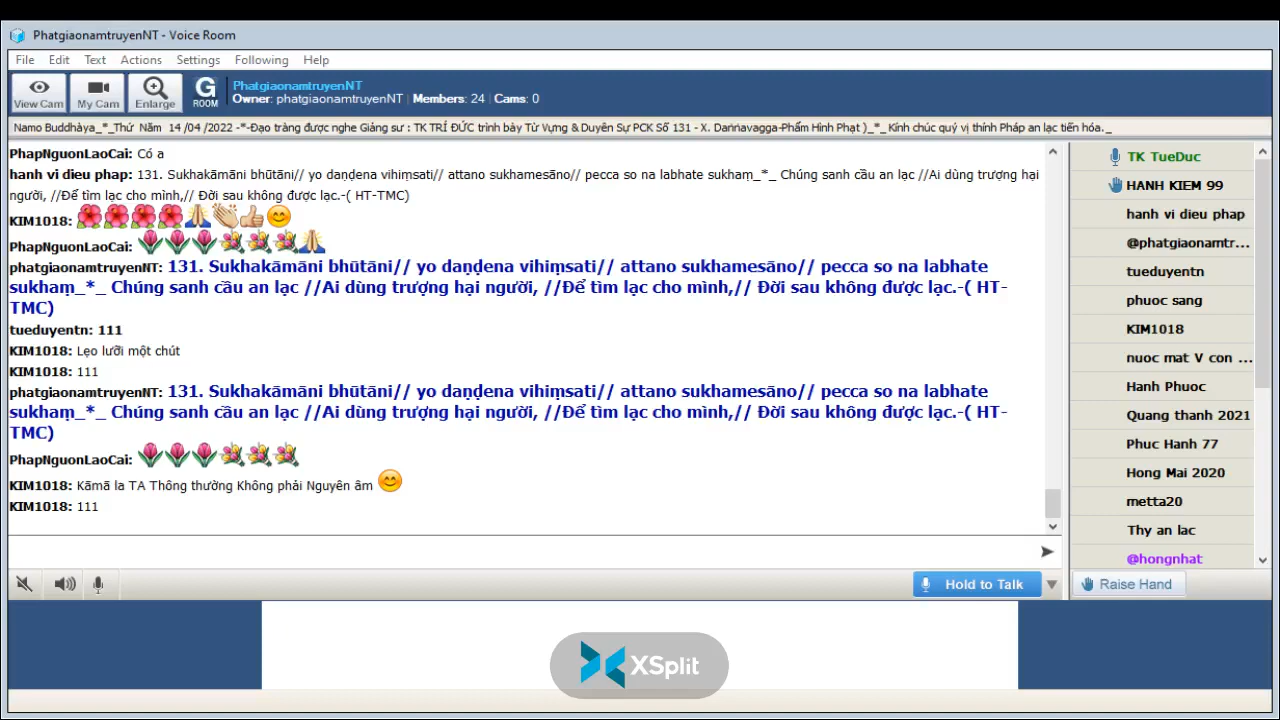 PhatgiaonamtruyenNT - Voice Room
File Edit Text Actions Settings Following Help
View Cam My Cam Enlarge G ROOM
PhatgiaonamtruyenNT
Owner: phatgiaonamtruyenNT | Members: 24 | Cams: 0
Namo Buddhàya_*_Thứ Năm 14 /04 /2022 -*-Đạo tràng được nghe Giảng sư : TK TRÍ ĐỨC trình bày Từ Vựng & Duyên Sự PCK Số 131 - X. Daṇṇavagga-Phẩm Hình Phạt )_*_ Kính chúc quý vị thính Pháp an lạc tiến hóa._
PhapNguonLaoCai: Có a
hanh vi dieu phap: 131. Sukhakāmāni bhūtāni// yo daṇḍena vihiṃsati// attano sukhamesāno// pecca so na labhate sukhaṃ_*_ Chúng sanh cầu an lạc //Ai dùng trượng hại
người, //Để tìm lạc cho mình,// Đời sau không được lạc.-( HT-TMC)
KIM1018:
PhapNguonLaoCai:
phatgiaonamtruyenNT: 131. Sukhakāmāni bhūtāni// yo daṇḍena vihiṃsati// attano sukhamesāno// pecca so na labhate
sukhaṃ_*_ Chúng sanh cầu an lạc //Ai dùng trượng hại người, //Để tìm lạc cho mình,// Đời sau không được lạc.-( HT-
TMC)
tueduyentn: 111
KIM1018: Lẹo lưỡi một chút
KIM1018: 111
phatgiaonamtruyenNT: 131. Sukhakāmāni bhūtāni// yo daṇḍena vihiṃsati// attano sukhamesāno// pecca so na labhate
sukhaṃ_*_ Chúng sanh cầu an lạc //Ai dùng trượng hại người, //Để tìm lạc cho mình,// Đời sau không được lạc.-( HT-
TMC)
PhapNguonLaoCai:
KIM1018: Kāmā la TA Thông thường Không phải Nguyên âm
KIM1018: 111
TK TueDuc
HANH KIEM 99
hanh vi dieu phap
@phatgiaonamtr...
tueduyentn
phuoc sang
KIM1018
nuoc mat V con ...
Hanh Phuoc
Quang thanh 2021
Phuc Hanh 77
Hong Mai 2020
metta20
Thy an lac
@hongnhat
Hold to Talk
Raise Hand
XSplit